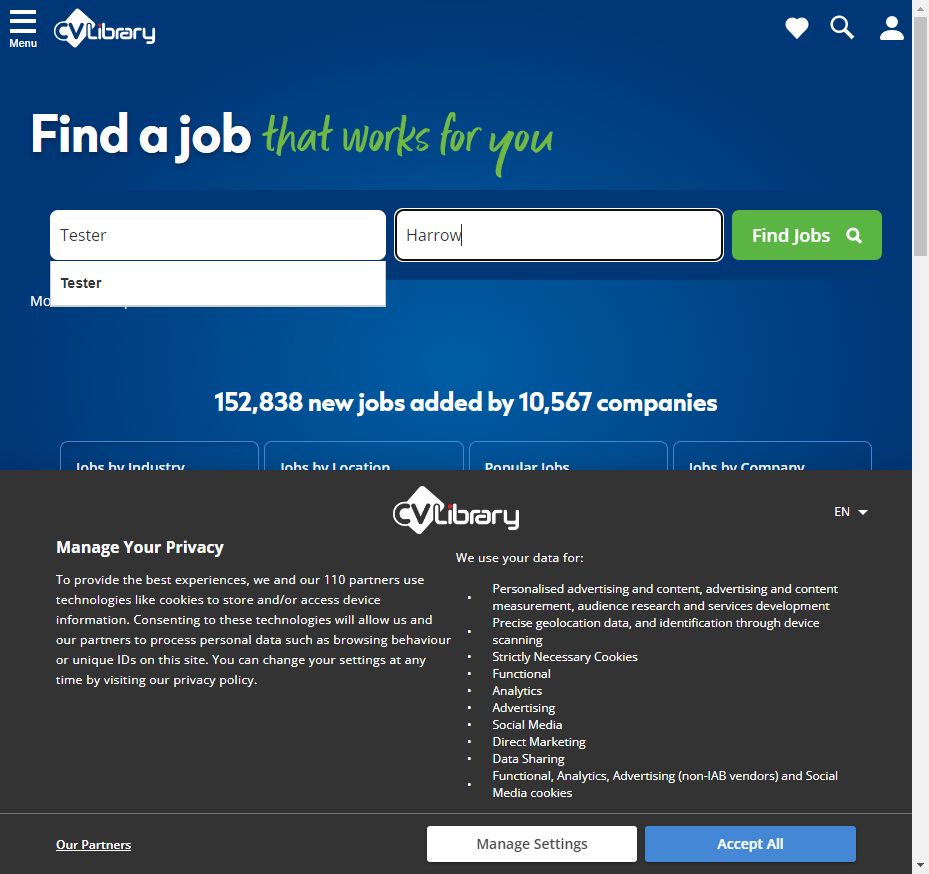 Menu
CVLibrary
Find a job that works for you
Tester
Harrow
Find Jobs
Tester
Mo
152,838 new jobs added by 10,567 companies
Jobs by Industry
Jobs by Location
Popular Jobs
Jobs by Company
CVLibrary
EN
Manage Your Privacy
To provide the best experiences, we and our 110 partners use
technologies like cookies to store and/or access device
information. Consenting to these technologies will allow us and
our partners to process personal data such as browsing behaviour
or unique IDs on this site. You can change your settings at any
time by visiting our privacy policy.
We use your data for:
• Personalised advertising and content, advertising and content
measurement, audience research and services development
• Precise geolocation data, and identification through device
scanning
• Strictly Necessary Cookies
• Functional
• Analytics
• Advertising
• Social Media
• Direct Marketing
• Data Sharing
• Functional, Analytics, Advertising (non-IAB vendors) and Social
Media cookies
Our Partners
Manage Settings
Accept All